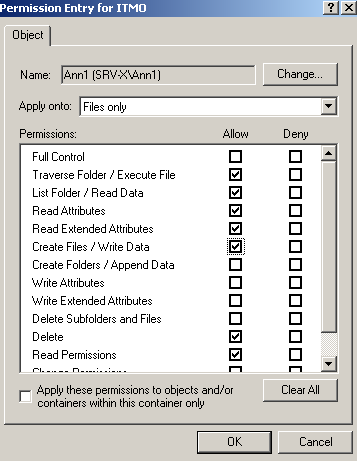 Permission Entry for ITMO
Object
Name: Ann1 (SRV-X\Ann1) Change...
Apply onto: Files only
Permissions: Allow Deny
Full Control
Traverse Folder / Execute File
List Folder / Read Data
Read Attributes
Read Extended Attributes
Create Files / Write Data
Create Folders / Append Data
Write Attributes
Write Extended Attributes
Delete Subfolders and Files
Delete
Read Permissions
Change Permissions
Apply these permissions to objects and/or
containers within this container only
Clear All
OK Cancel